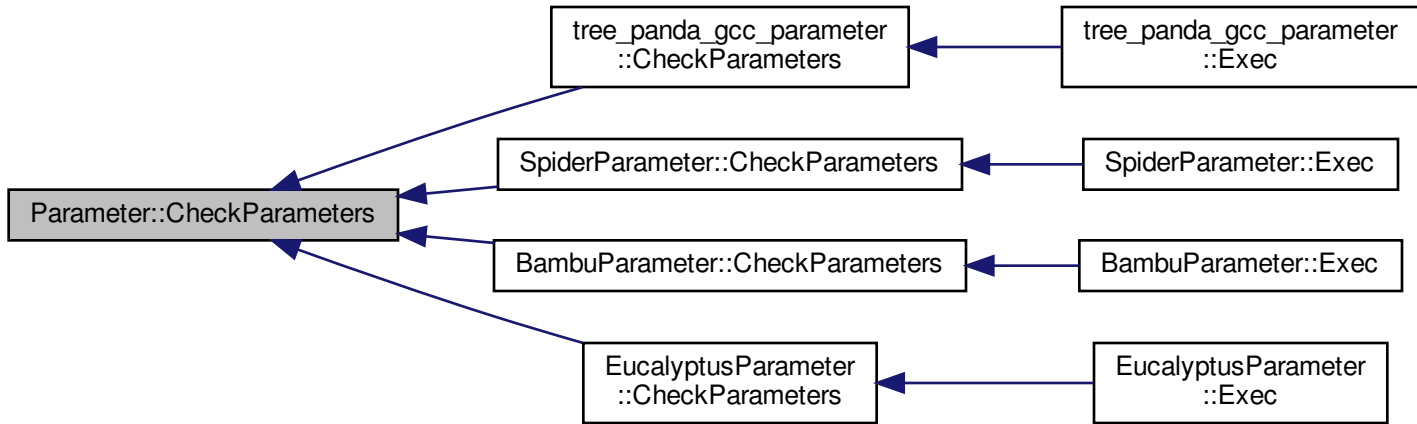 tree_panda_gcc_parameter
::CheckParameters
tree_panda_gcc_parameter
::Exec
SpiderParameter::CheckParameters
SpiderParameter::Exec
Parameter::CheckParameters
BambuParameter::CheckParameters
BambuParameter::Exec
EucalyptusParameter
::CheckParameters
EucalyptusParameter
::Exec